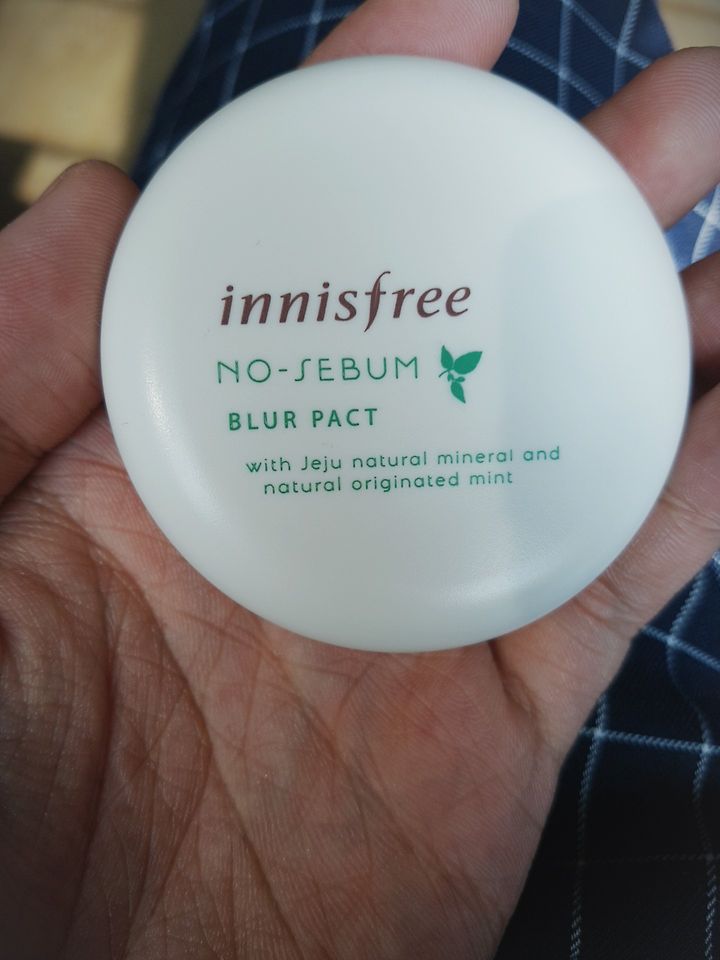 innisfree
NO-SEBUM
BLUR PACT
with Jeju natural mineral and
natural originated mint